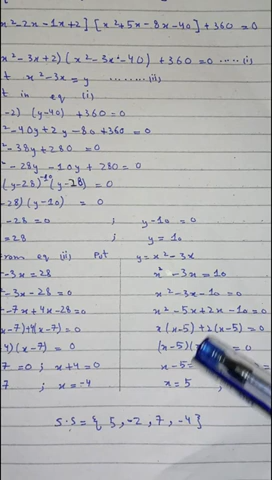 x²-2x-1x+2] [x²+5x-8x-40] +360=0
x²-3x+2) (x²-3x-40) +360=0 ..... (i)
t x²-3x=y ........ (ii)
t in eq (i)
-2) (y-40) +360=0
²-40y+2y-80+360=0
²-38y+280=0
²-28y-10y+280=0
(y-28)-10(y-28)=0
-28)(y-10)=0
-28=0 ; y-10=0
=28 ; y=10
from eq (ii) Put y=x²-3x
-3x=28 x²-3x=10
²-3x-28=0 x²-3x-10=0
²-7x+4x-28=0 x²-5x+2x-10=0
x-7)+4(x-7)=0 x(x-5)+2(x-5)=0
4)(x-7)=0 (x-5)( =0
7=0 ; x+4=0 x-5=
7 ; x=-4 x=5 ;
S.S={5,-2,7,-4}